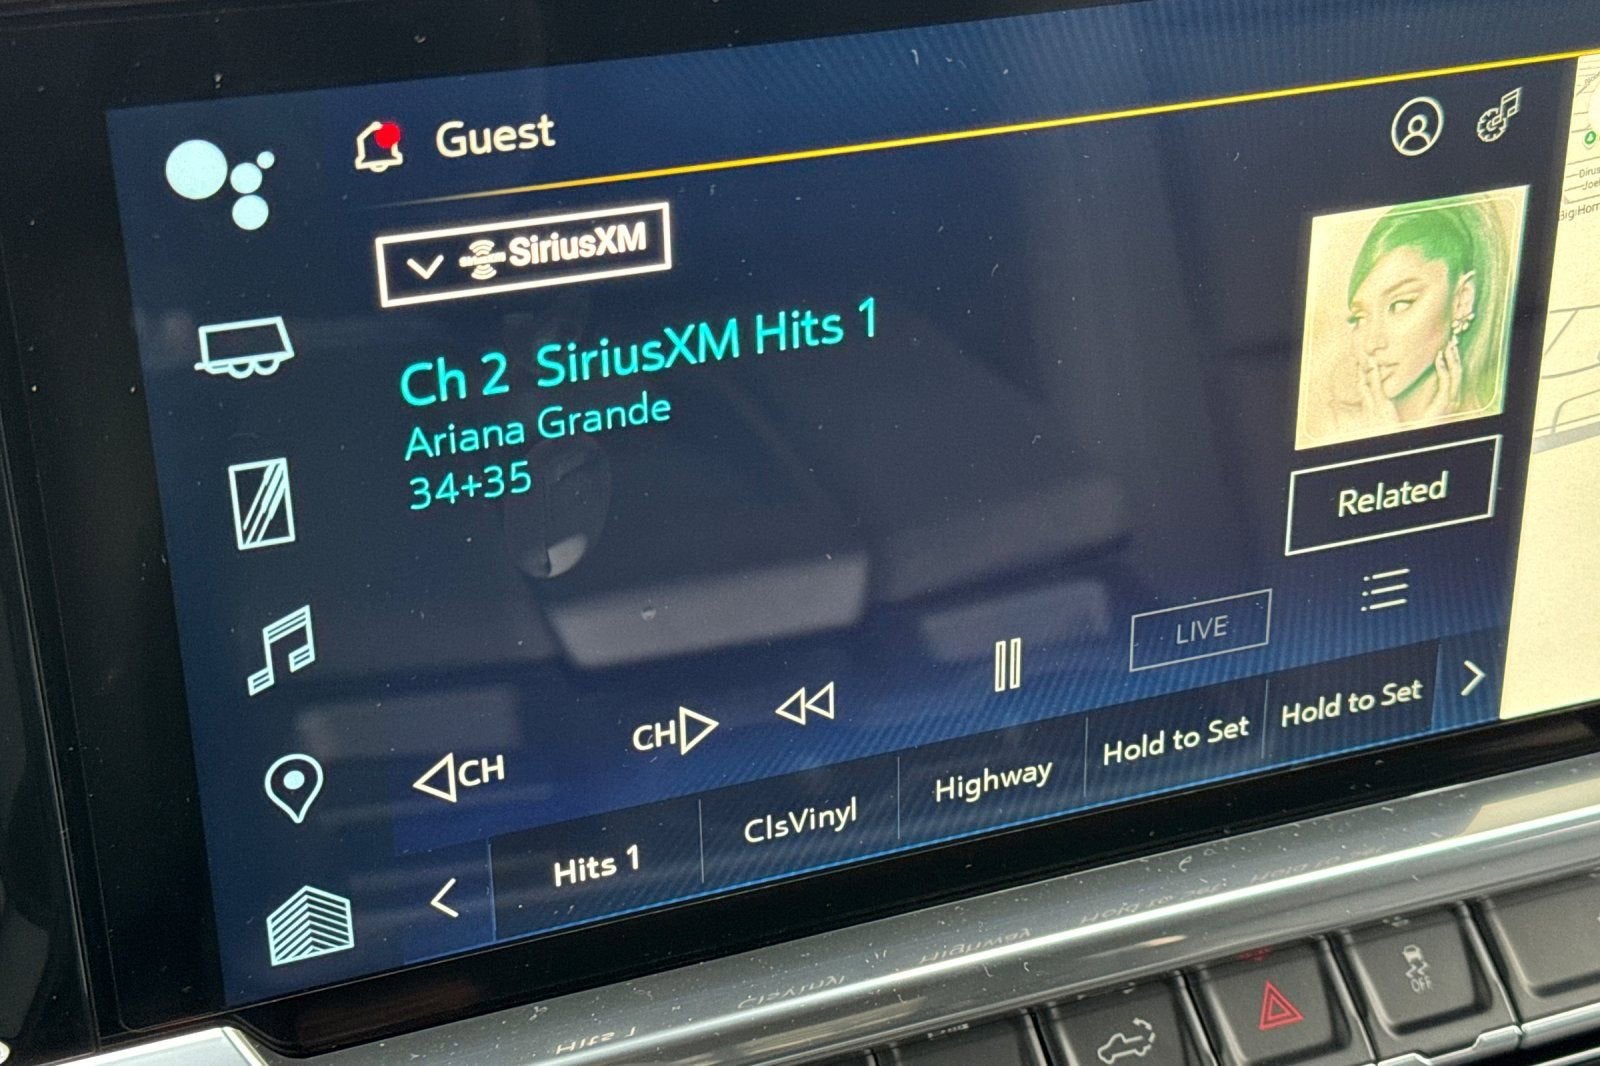 Guest
SiriusXM
Ch 2 SiriusXM Hits 1
Ariana Grande
34+35
Related
LIVE
CH
CH
Hits 1
ClsVinyl
Highway
Hold to Set
Hold to Set
OFF